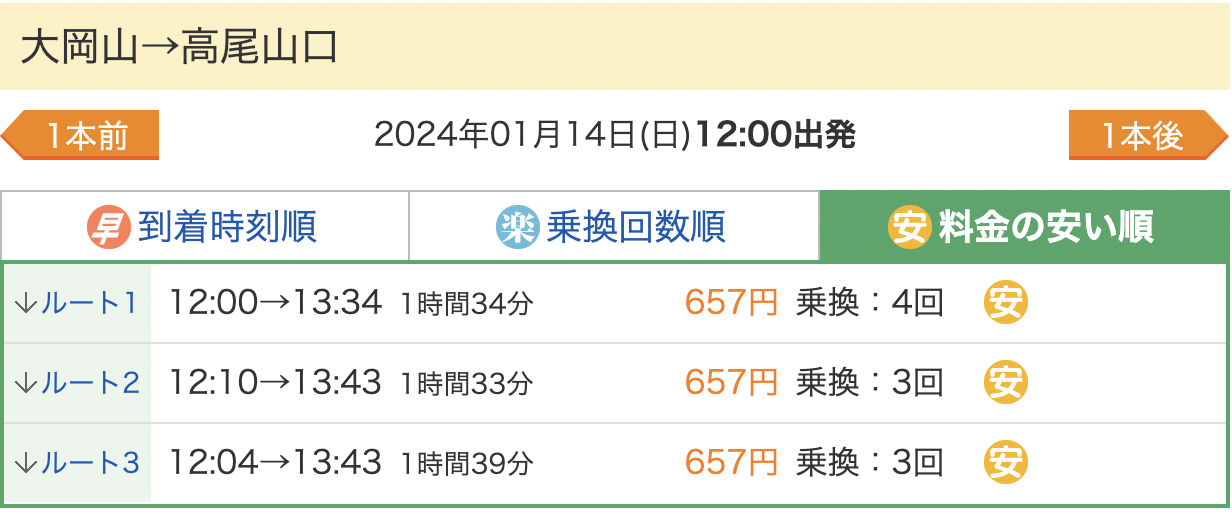 大岡山→高尾山口
1本前 2024年01月14日(日)12:00出発 1本後
早 到着時刻順 楽 乗換回数順 安 料金の安い順
↓ルート1 12:00→13:34 1時間34分 657円 乗換：4回 安
↓ルート2 12:10→13:43 1時間33分 657円 乗換：3回 安
↓ルート3 12:04→13:43 1時間39分 657円 乗換：3回 安